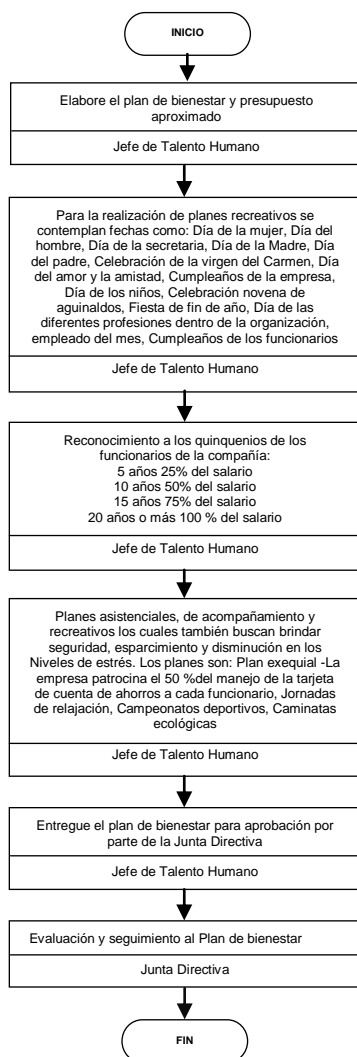 INICIO
Elabore el plan de bienestar y presupuesto
aproximado
Jefe de Talento Humano
Para la realización de planes recreativos se
contemplan fechas como: Día de la mujer, Día del
hombre, Día de la secretaria, Día de la Madre, Día
del padre, Celebración de la virgen del Carmen, Día
del amor y la amistad, Cumpleaños de la empresa,
Día de los niños, Celebración novena de
aguinaldos, Fiesta de fin de año, Día de las
diferentes profesiones dentro de la organización,
empleado del mes, Cumpleaños de los funcionarios
Jefe de Talento Humano
Reconocimiento a los quinquenios de los
funcionarios de la compañía:
5 años 25% del salario
10 años 50% del salario
15 años 75% del salario
20 años o más 100 % del salario
Jefe de Talento Humano
Planes asistenciales, de acompañamiento y
recreativos los cuales también buscan brindar
seguridad, esparcimiento y disminución en los
Niveles de estrés. Los planes son: Plan exequial -La
empresa patrocina el 50 %del manejo de la tarjeta
de cuenta de ahorros a cada funcionario, Jornadas
de relajación, Campeonatos deportivos, Caminatas
ecológicas
Jefe de Talento Humano
Entregue el plan de bienestar para aprobación por
parte de la Junta Directiva
Jefe de Talento Humano
Evaluación y seguimiento al Plan de bienestar
Junta Directiva
FIN